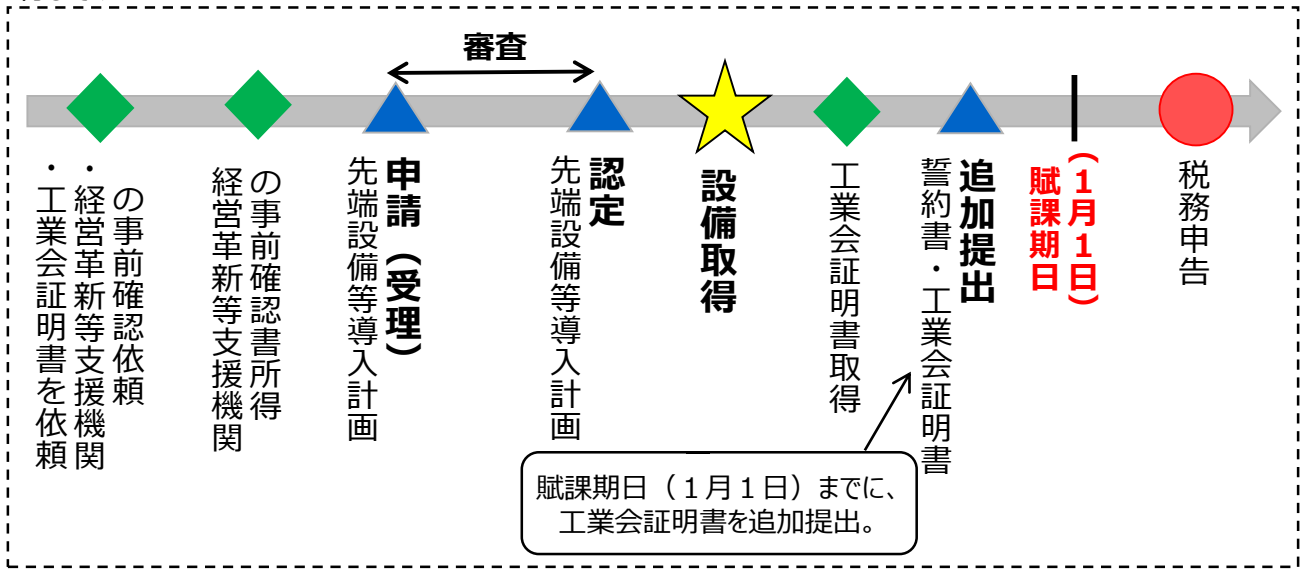 審査
・経営革新等支援機関
の事前確認依頼
・工業会証明書を依頼
経営革新等支援機関
の事前確認書所得
先端設備等導入計画
申請（受理）
先端設備等導入計画
認定
設備取得
工業会証明書取得
誓約書・工業会証明書
追加提出
賦課期日
（１月１日）
税務申告
賦課期日（１月１日）までに、
工業会証明書を追加提出。